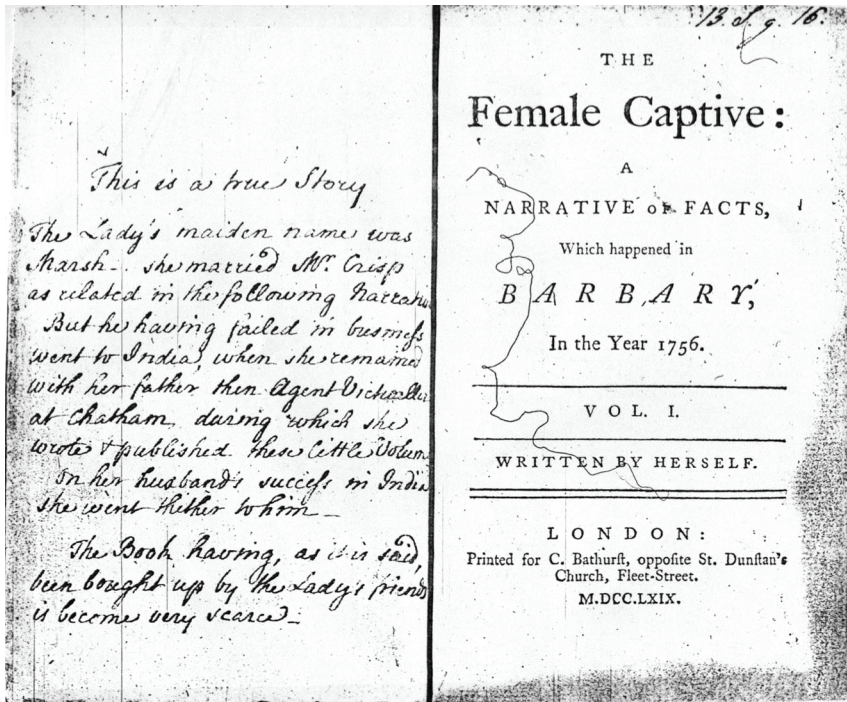 This is a true Story
The Lady's maiden name was
Marsh. she married Mr. Crisp
as related in the following Narrative
But he having failed in busineſs
went to India, when she remained
with her father then Agent Victualler
at Chatham, during which she
wrote & published these little Volum
On her husband's succeſs in India
she went thither to him —
The Book having, as it is said,
been bought up by the Lady's friends
is become very scarce —
13. S. g. 16.
THE
Female Captive:
A
NARRATIVE OF FACTS,
Which happened in
BARBARY,
In the Year 1756.
VOL. I.
WRITTEN BY HERSELF.
LONDON:
Printed for C. Bathurſt, oppoſite St. Dunſtan's
Church, Fleet-Street.
M.DCC.LXIX.